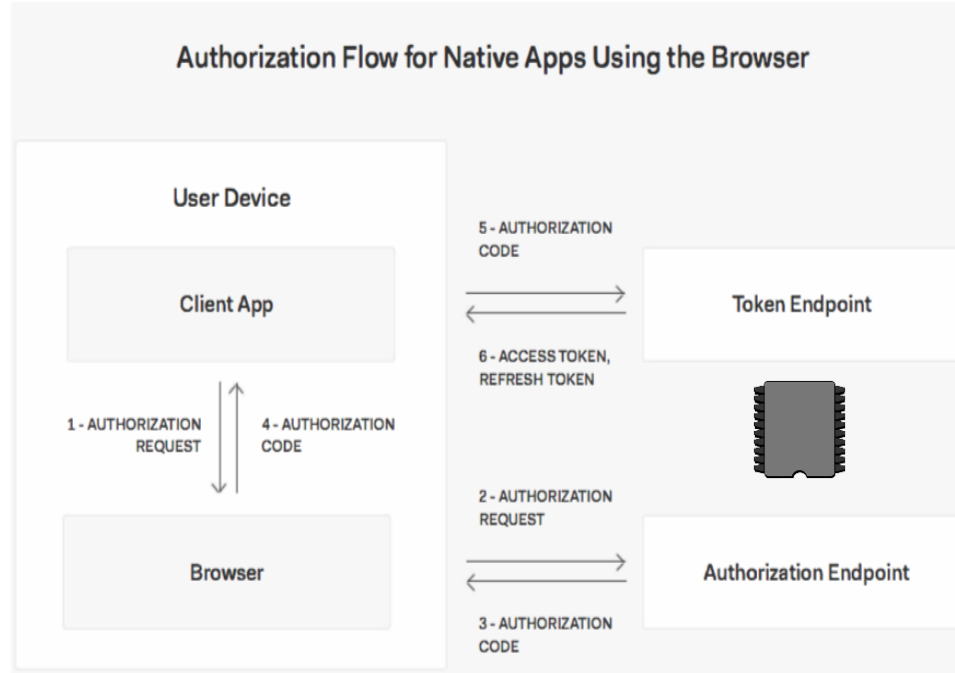 Authorization Flow for Native Apps Using the Browser
User Device
5 - AUTHORIZATION
CODE
Client App
Token Endpoint
6 - ACCESS TOKEN,
REFRESH TOKEN
1 - AUTHORIZATION
REQUEST
4 - AUTHORIZATION
CODE
2 - AUTHORIZATION
REQUEST
Browser
Authorization Endpoint
3 - AUTHORIZATION
CODE